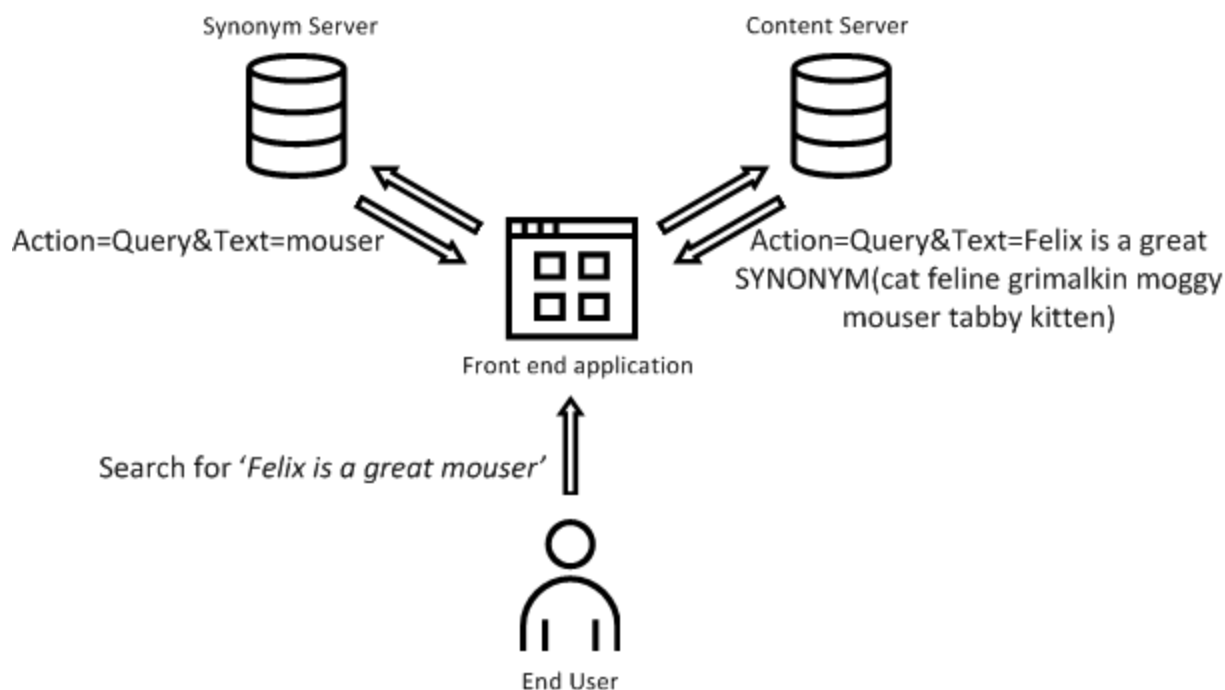 Synonym Server
Content Server
Action=Query&Text=mouser
Action=Query&Text=Felix is a great
SYNONYM(cat feline grimalkin moggy
mouser tabby kitten)
Front end application
Search for ‘Felix is a great mouser’
End User